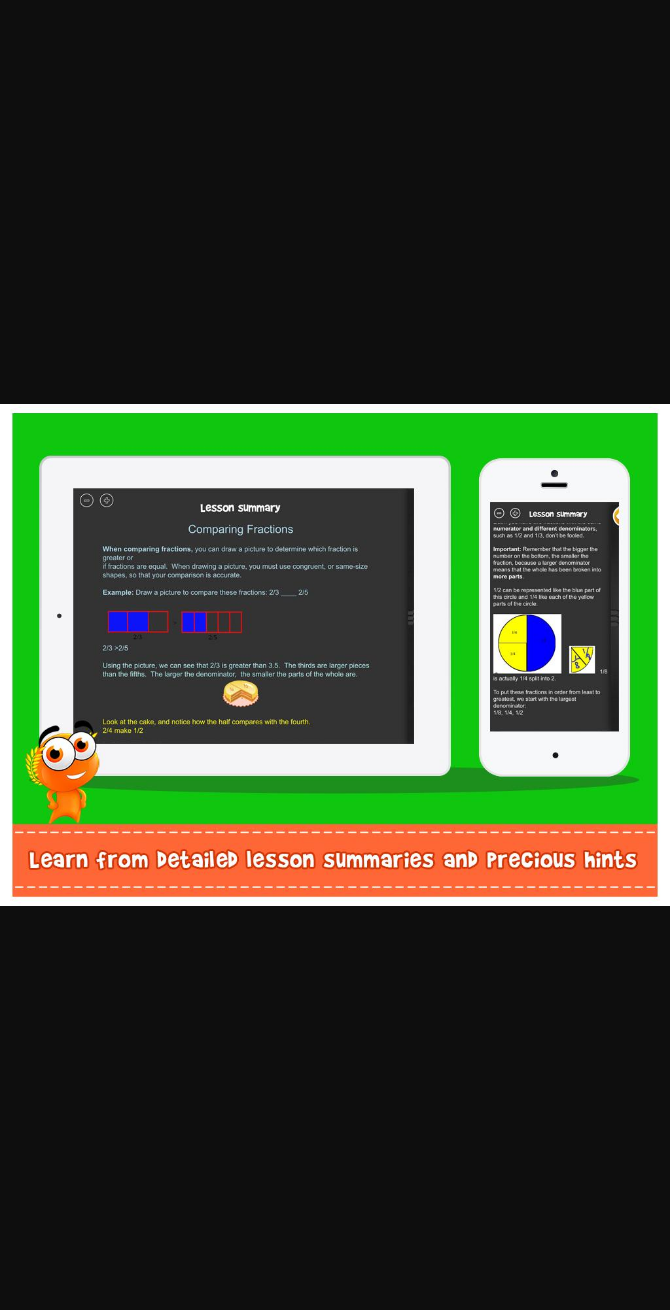 Lesson summary
Comparing Fractions
When comparing fractions, you can draw a picture to determine which fraction is
greater or
if fractions are equal. When drawing a picture, you must use congruent, or same-size
shapes, so that your comparison is accurate.
Example: Draw a picture to compare these fractions: 2/3 ____ 2/5
2/3
2/5
2/3 >2/5
Using the picture, we can see that 2/3 is greater than 3.5. The thirds are larger pieces
than the fifths. The larger the denominator, the smaller the parts of the whole are.
Look at the cake, and notice how the half compares with the fourth.
2/4 make 1/2
Lesson summary
numerator and different denominators,
such as 1/2 and 1/3, don't be fooled.
Important: Remember that the bigger the
number on the bottom, the smaller the
fraction, because a larger denominator
means that the whole has been broken into
more parts.
1/2 can be represented like the blue part of
this circle and 1/4 like each of the yellow
parts of the circle.
1/4
1/8
is actually 1/4 split into 2.
To put these fractions in order from least to
greatest, we start with the largest
denominator:
1/8, 1/4, 1/2
Learn from detailed lesson summaries and precious hints